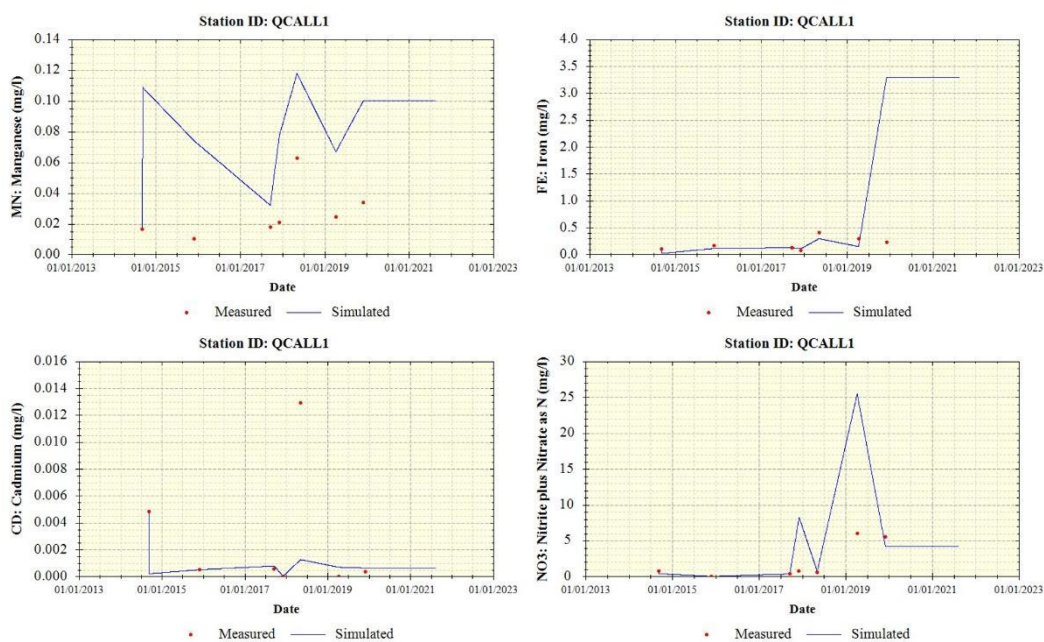 Station ID: QCALL1
MN: Manganese (mg/l)
0.14
0.12
0.10
0.08
0.06
0.04
0.02
0.00
01/01/2013 01/01/2015 01/01/2017 01/01/2019 01/01/2021 01/01/2023
Date
Measured Simulated
Station ID: QCALL1
FE: Iron (mg/l)
4.0
3.5
3.0
2.5
2.0
1.5
1.0
0.5
0.0
01/01/2013 01/01/2015 01/01/2017 01/01/2019 01/01/2021 01/01/2023
Date
Measured Simulated
Station ID: QCALL1
CD: Cadmium (mg/l)
0.016
0.014
0.012
0.010
0.008
0.006
0.004
0.002
0.000
01/01/2013 01/01/2015 01/01/2017 01/01/2019 01/01/2021 01/01/2023
Date
Measured Simulated
Station ID: QCALL1
NO3: Nitrite plus Nitrate as N (mg/l)
30
25
20
15
10
5
0
01/01/2013 01/01/2015 01/01/2017 01/01/2019 01/01/2021 01/01/2023
Date
Measured Simulated